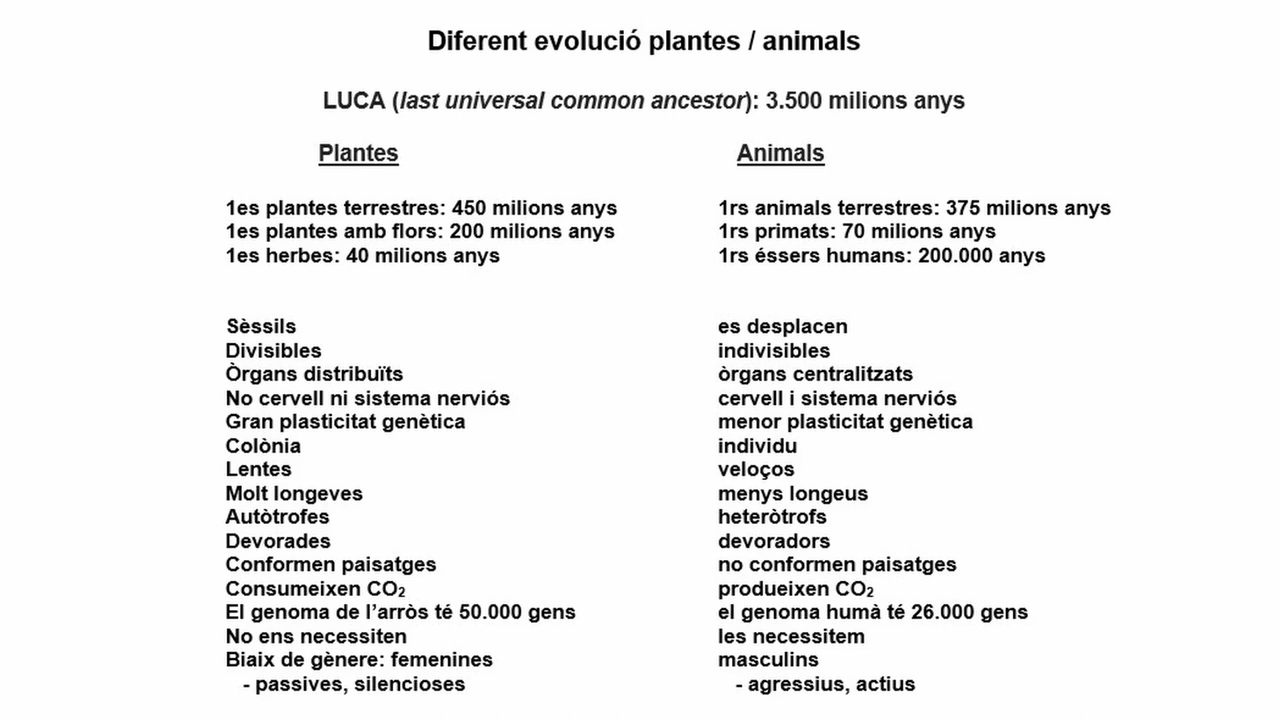 Diferent evolució plantes / animals
LUCA (last universal common ancestor): 3.500 milions anys
Plantes
1es plantes terrestres: 450 milions anys
1es plantes amb flors: 200 milions anys
1es herbes: 40 milions anys
Sèssils
Divisibles
Òrgans distribuïts
No cervell ni sistema nerviós
Gran plasticitat genètica
Colònia
Lentes
Molt longeves
Autòtrofes
Devorades
Conformen paisatges
Consumeixen CO₂
El genoma de l’arròs té 50.000 gens
No ens necessiten
Biaix de gènere: femenines
- passives, silencioses
Animals
1rs animals terrestres: 375 milions anys
1rs primats: 70 milions anys
1rs éssers humans: 200.000 anys
es desplacen
indivisibles
òrgans centralitzats
cervell i sistema nerviós
menor plasticitat genètica
individu
veloços
menys longeus
heteròtrofs
devoradors
no conformen paisatges
produeixen CO₂
el genoma humà té 26.000 gens
les necessitem
masculins
- agressius, actius